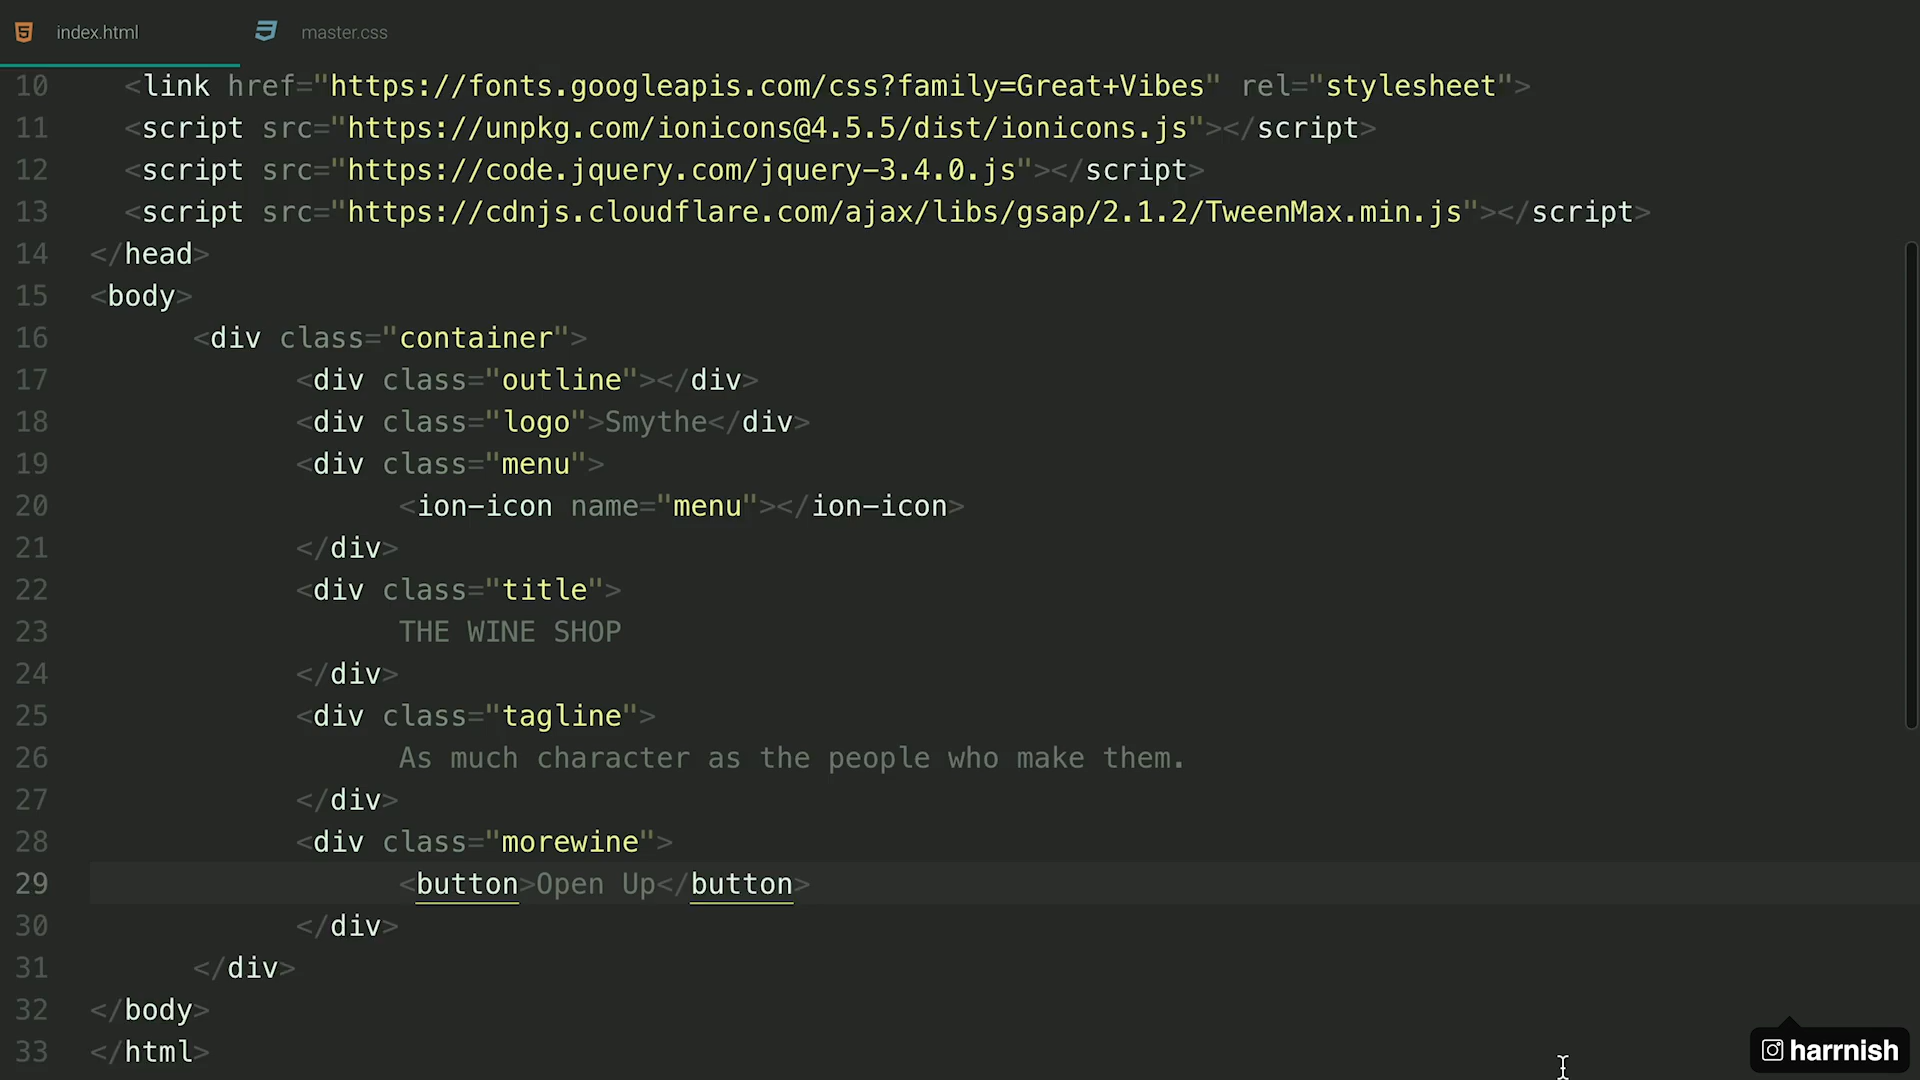 index.html master.css
10 <link href="https://fonts.googleapis.com/css?family=Great+Vibes" rel="stylesheet">
11 <script src="https://unpkg.com/ionicons@4.5.5/dist/ionicons.js"></script>
12 <script src="https://code.jquery.com/jquery-3.4.0.js"></script>
13 <script src="https://cdnjs.cloudflare.com/ajax/libs/gsap/2.1.2/TweenMax.min.js"></script>
14 </head>
15 <body>
16 <div class="container">
17 <div class="outline"></div>
18 <div class="logo">Smythe</div>
19 <div class="menu">
20 <ion-icon name="menu"></ion-icon>
21 </div>
22 <div class="title">
23 THE WINE SHOP
24 </div>
25 <div class="tagline">
26 As much character as the people who make them.
27 </div>
28 <div class="morewine">
29 <button>Open Up</button>
30 </div>
31 </div>
32 </body>
33 </html>
harrnish